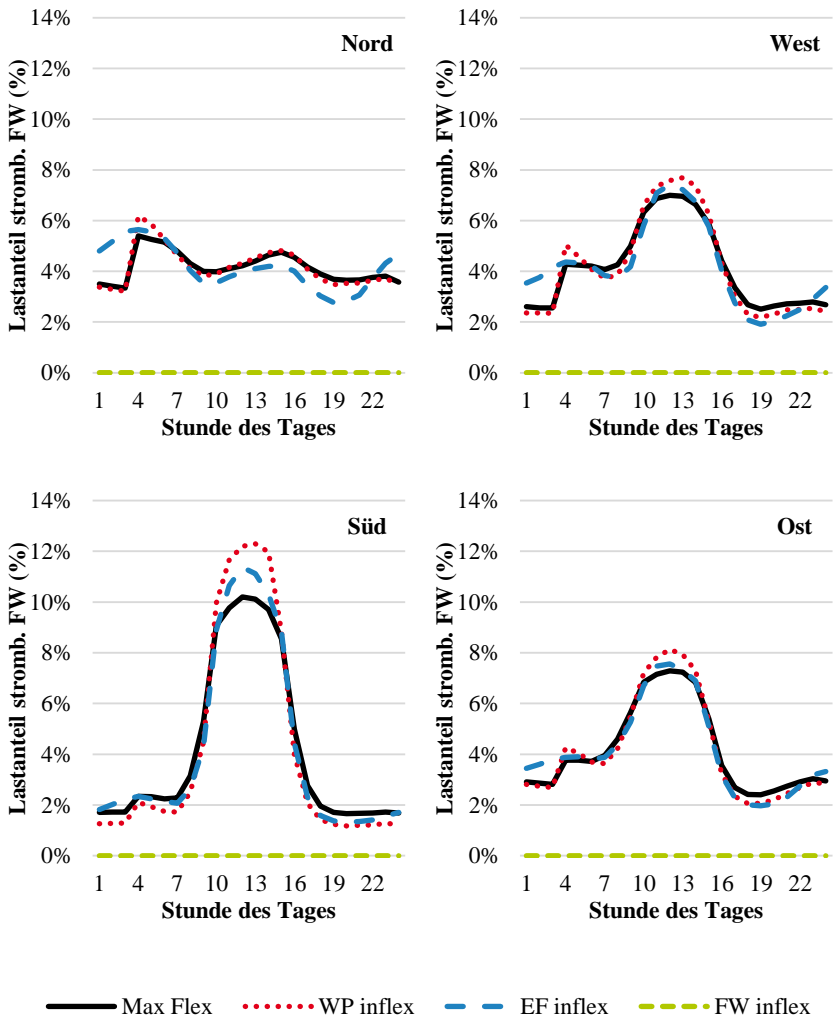 14%
12%
10%
8%
6%
4%
2%
0%
Lastanteil stromb. FW (%)
Nord
1 4 7 10 13 16 19 22
Stunde des Tages
14%
12%
10%
8%
6%
4%
2%
0%
Lastanteil stromb. FW (%)
West
1 4 7 10 13 16 19 22
Stunde des Tages
14%
12%
10%
8%
6%
4%
2%
0%
Lastanteil stromb. FW (%)
Süd
1 4 7 10 13 16 19 22
Stunde des Tages
14%
12%
10%
8%
6%
4%
2%
0%
Lastanteil stromb. FW (%)
Ost
1 4 7 10 13 16 19 22
Stunde des Tages
Max Flex WP inflex EF inflex FW inflex